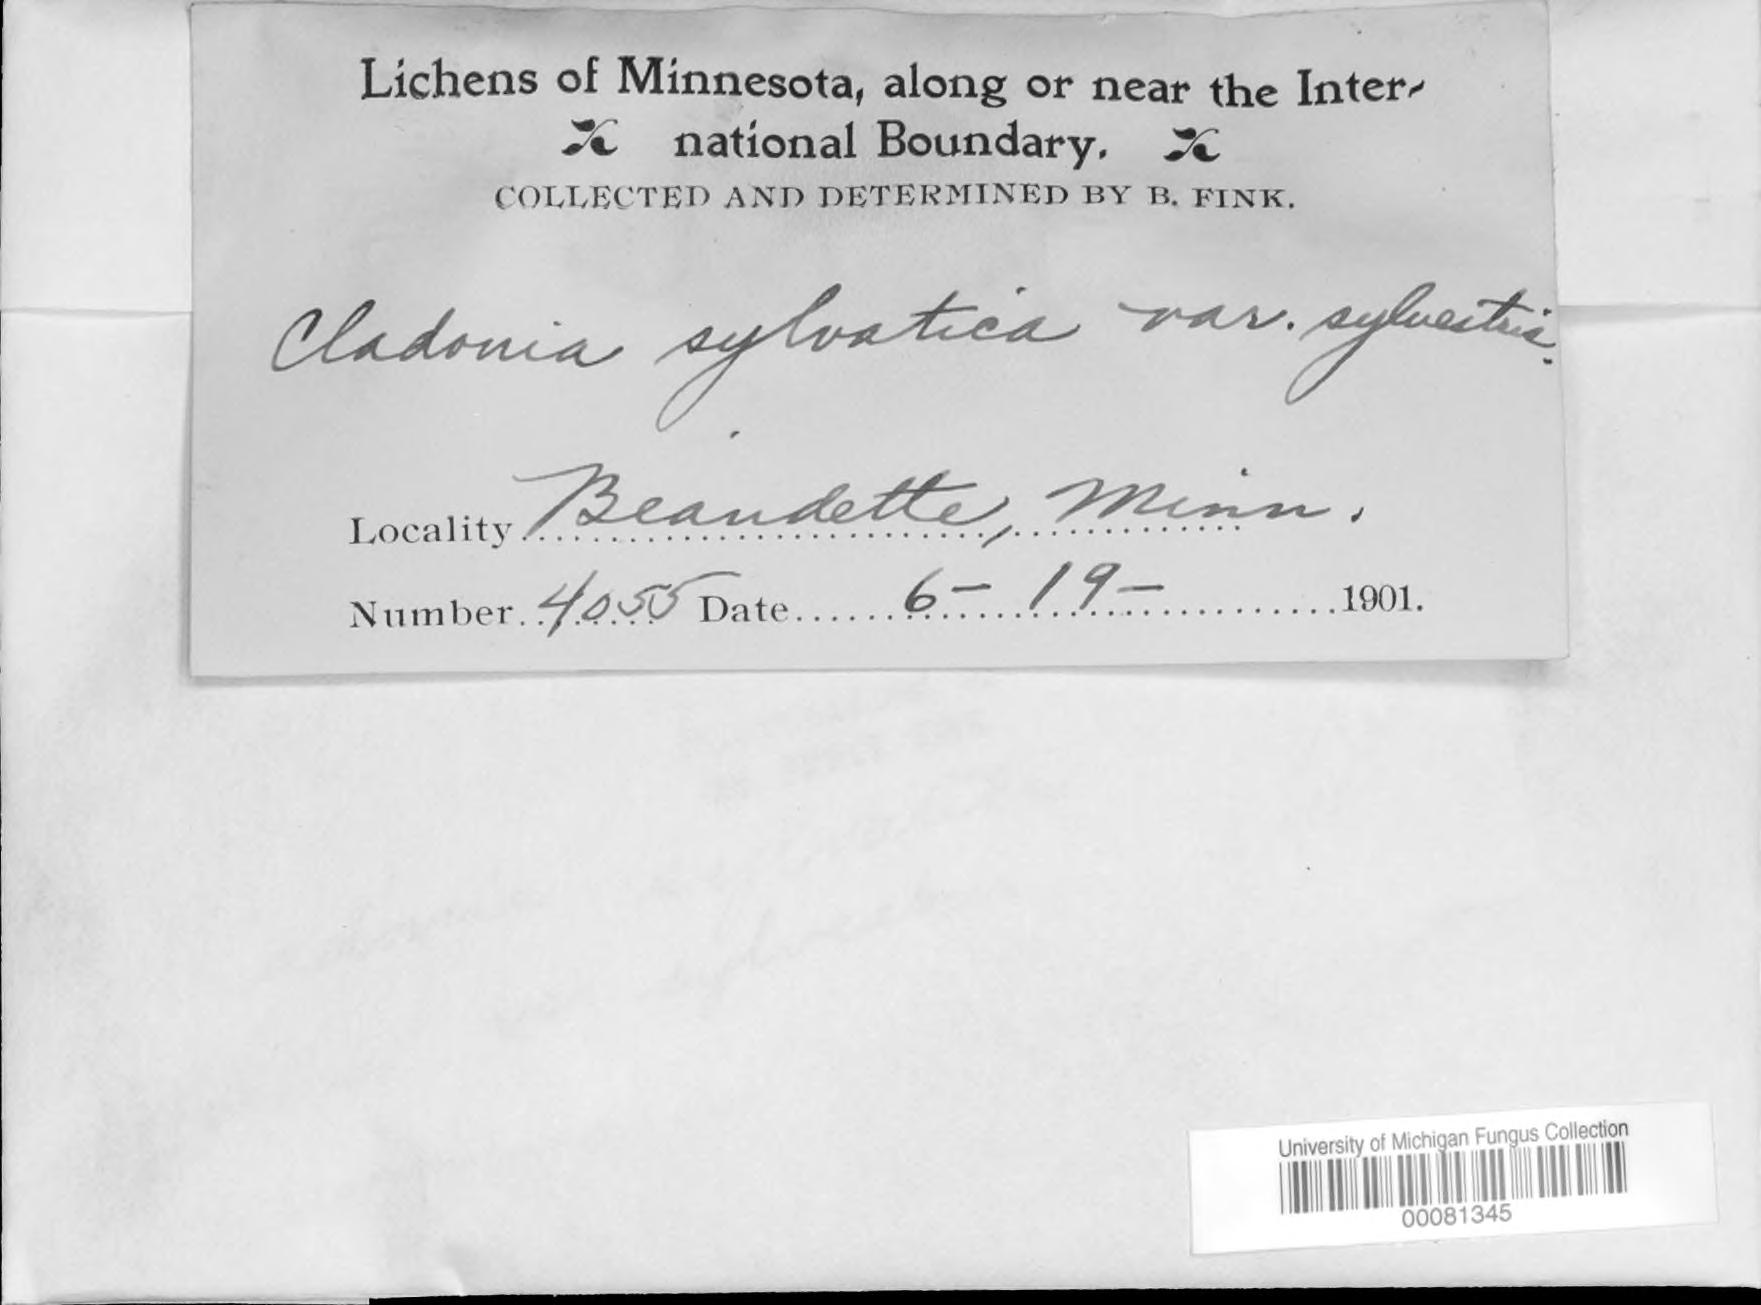 Lichens of Minnesota, along or near the Inter-
national Boundary.
COLLECTED AND DETERMINED BY B. FINK.
Cladonia sylvatica var. sylvestris.
Locality Beaudette, Minn.
Number 4055 Date 6-19-1901.
University of Michigan Fungus Collection
00081345